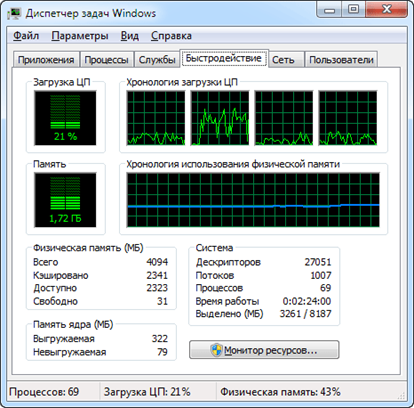 Диспетчер задач Windows
Файл Параметры Вид Справка
Приложения Процессы Службы Быстродействие Сеть Пользователи
Загрузка ЦП Хронология загрузки ЦП
21 %
Память Хронология использования физической памяти
1,72 ГБ
Физическая память (МБ)
Всего 4094
Кэшировано 2341
Доступно 2323
Свободно 31
Память ядра (МБ)
Выгружаемая 322
Невыгружаемая 79
Система
Дескрипторов 27051
Потоков 1007
Процессов 69
Время работы 0:02:24:00
Выделено (МБ) 3261 / 8187
Монитор ресурсов...
Процессов: 69 Загрузка ЦП: 21% Физическая память: 43%